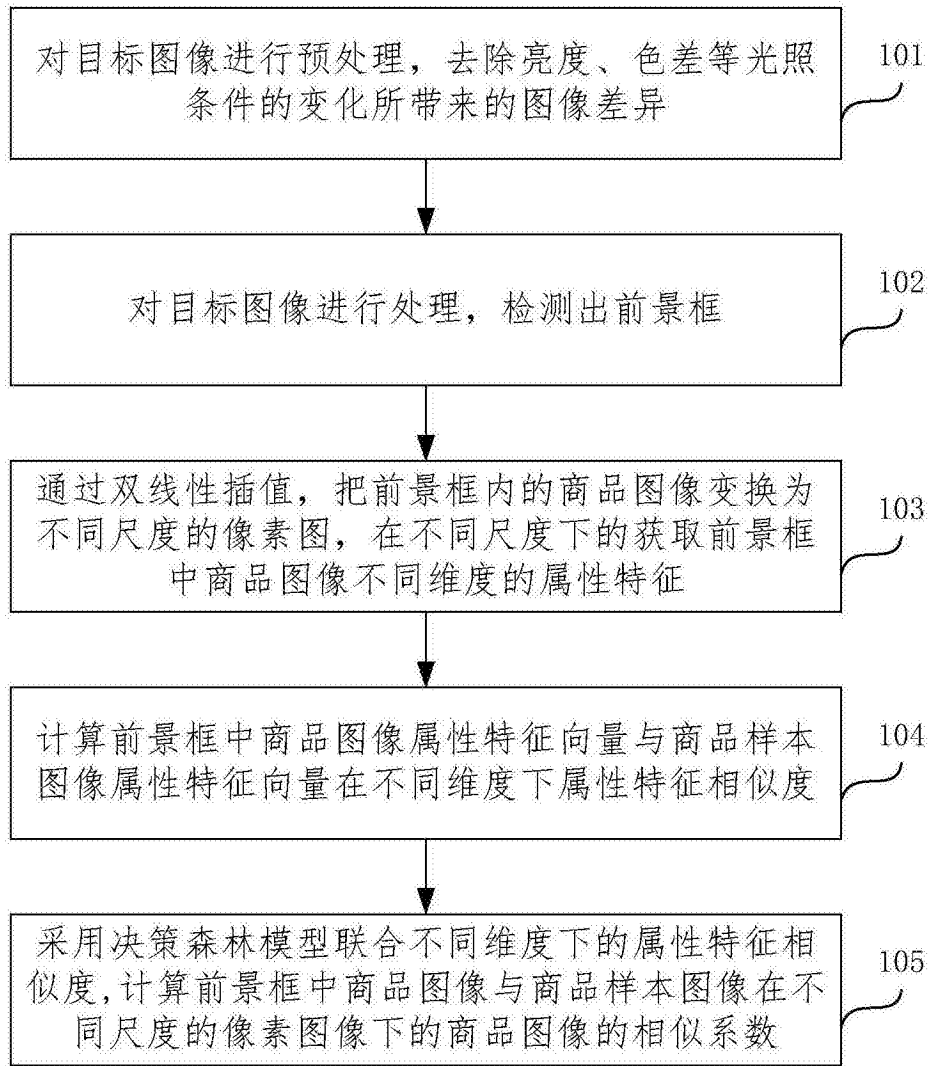 对目标图像进行预处理，去除亮度、色差等光照
条件的变化所带来的图像差异
101
对目标图像进行处理，检测出前景框
102
通过双线性插值，把前景框内的商品图像变换为
不同尺度的像素图，在不同尺度下的获取前景框
中商品图像不同维度的属性特征
103
计算前景框中商品图像属性特征向量与商品样本
图像属性特征向量在不同维度下属性特征相似度
104
采用决策森林模型联合不同维度下的属性特征相
似度,计算前景框中商品图像与商品样本图像在不
同尺度的像素图像下的商品图像的相似系数
105